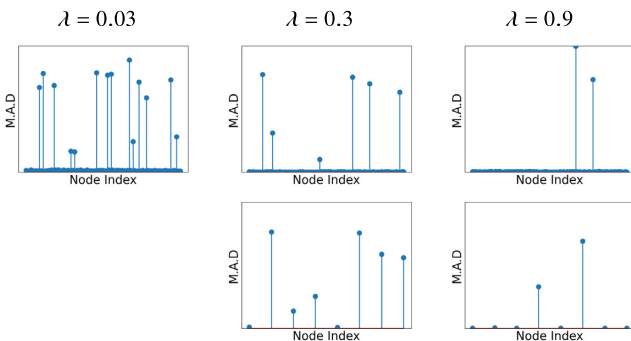 λ = 0.03
λ = 0.3
λ = 0.9
M.A.D
Node Index
M.A.D
Node Index
M.A.D
Node Index
M.A.D
Node Index
M.A.D
Node Index